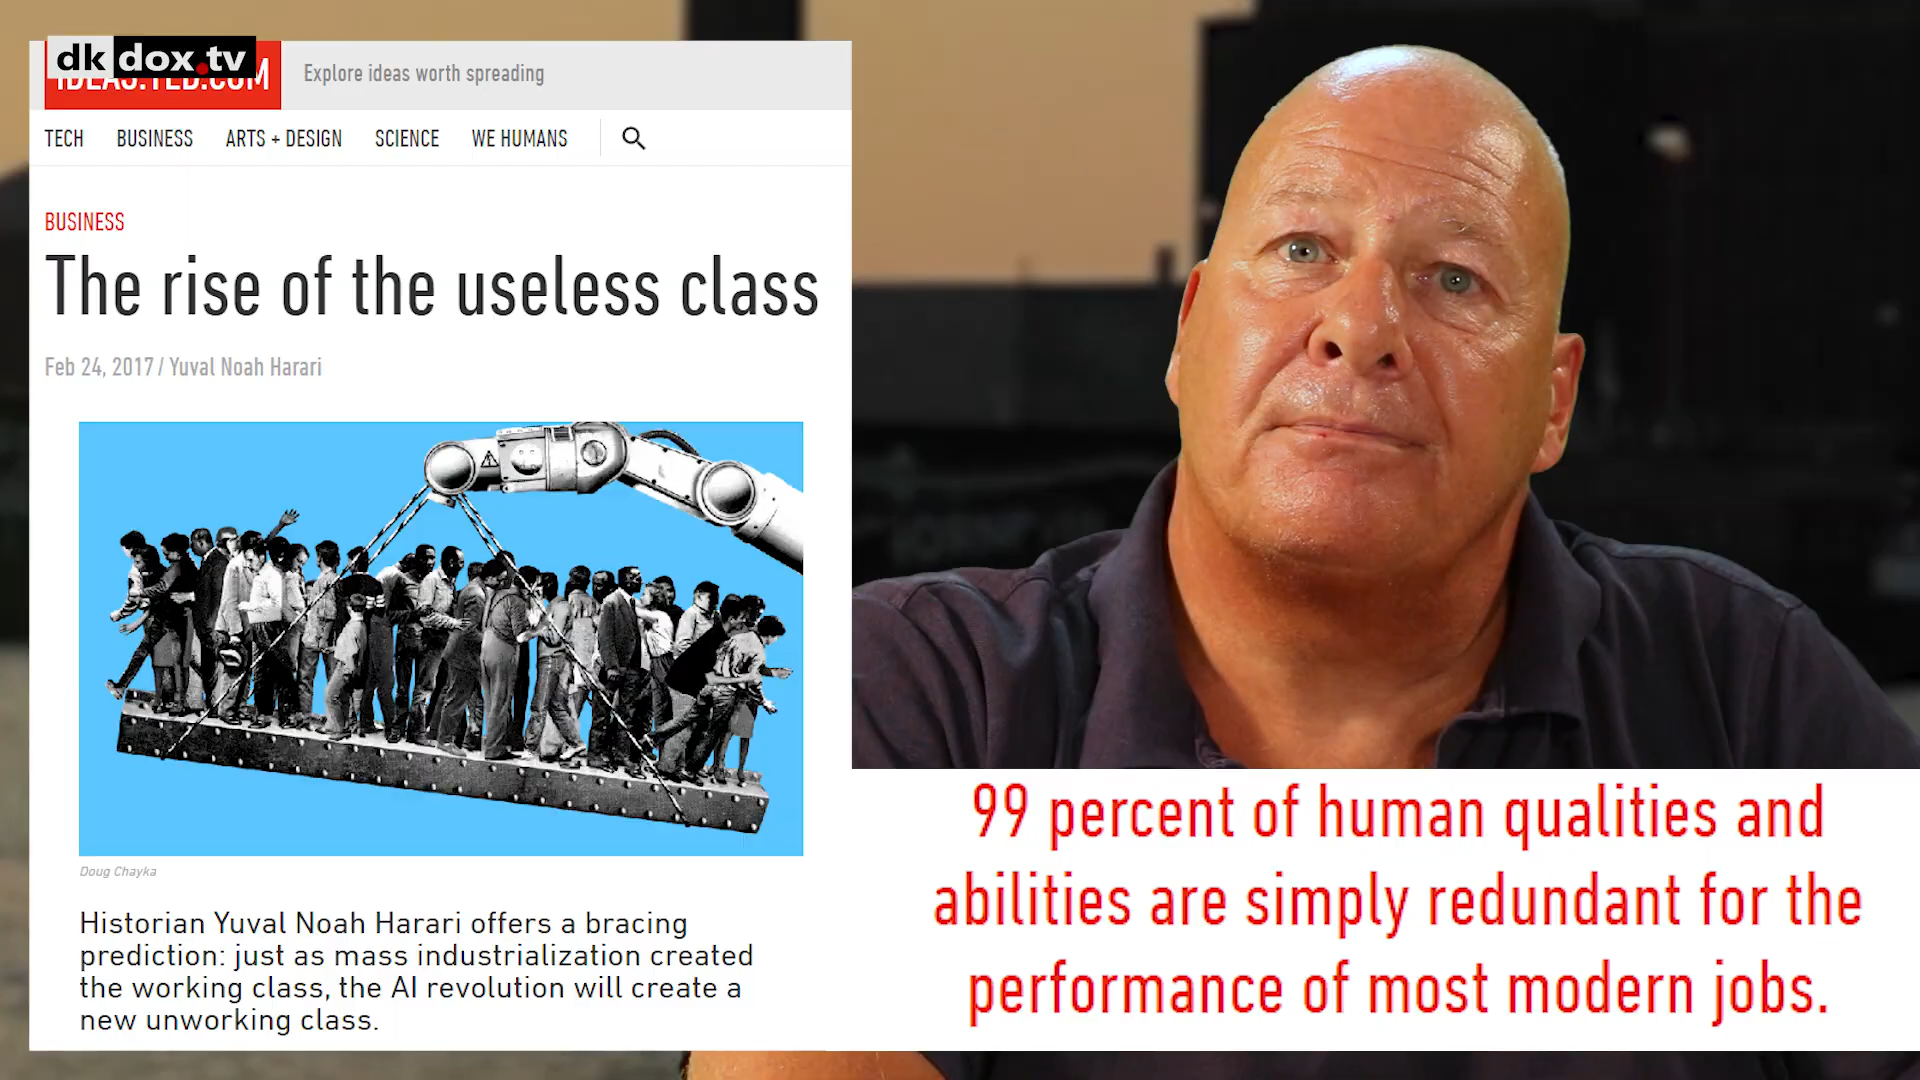 dk dox.tv
IDEAS.TED.COM
Explore ideas worth spreading
TECH BUSINESS ARTS + DESIGN SCIENCE WE HUMANS
BUSINESS
The rise of the useless class
Feb 24, 2017 / Yuval Noah Harari
Doug Chayka
Historian Yuval Noah Harari offers a bracing
prediction: just as mass industrialization created
the working class, the AI revolution will create a
new unworking class.
99 percent of human qualities and
abilities are simply redundant for the
performance of most modern jobs.